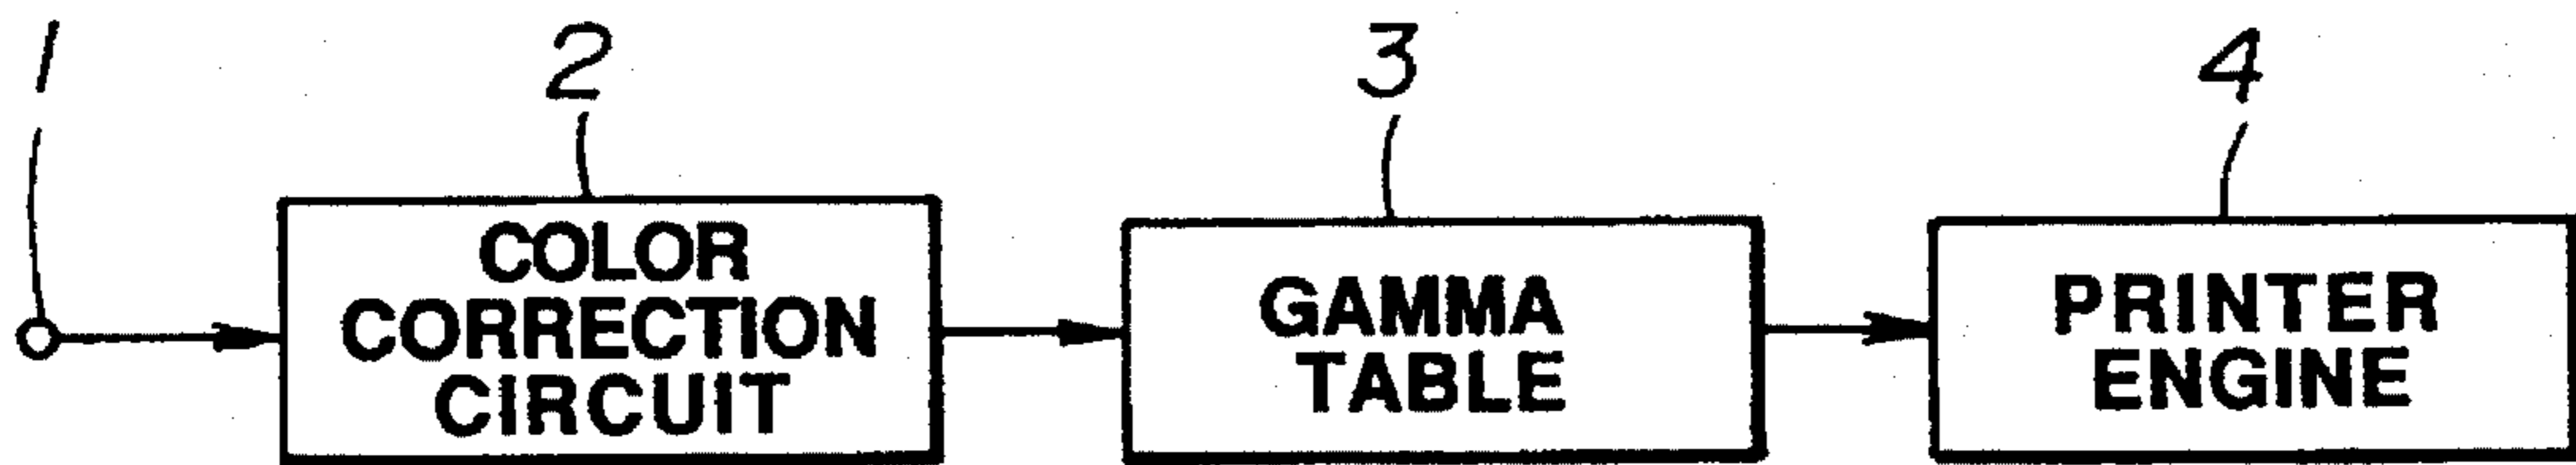 1
2
3
4
COLOR
CORRECTION
CIRCUIT
GAMMA
TABLE
PRINTER
ENGINE